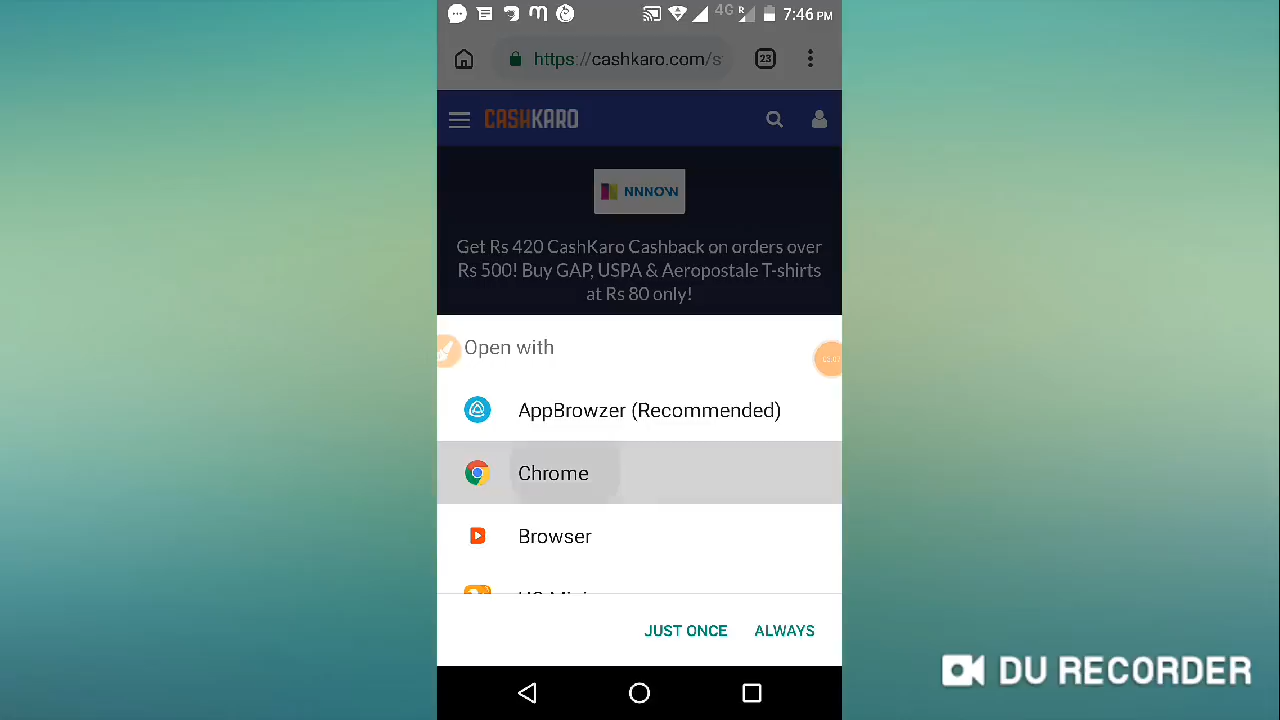 4G R 7:46 PM
https://cashkaro.com/s
23
CASHKARO
NNNOW
Get Rs 420 CashKaro Cashback on orders over
Rs 500! Buy GAP, USPA & Aeropostale T-shirts
at Rs 80 only!
Open with
AppBrowzer (Recommended)
Chrome
Browser
JUST ONCE ALWAYS
DU RECORDER